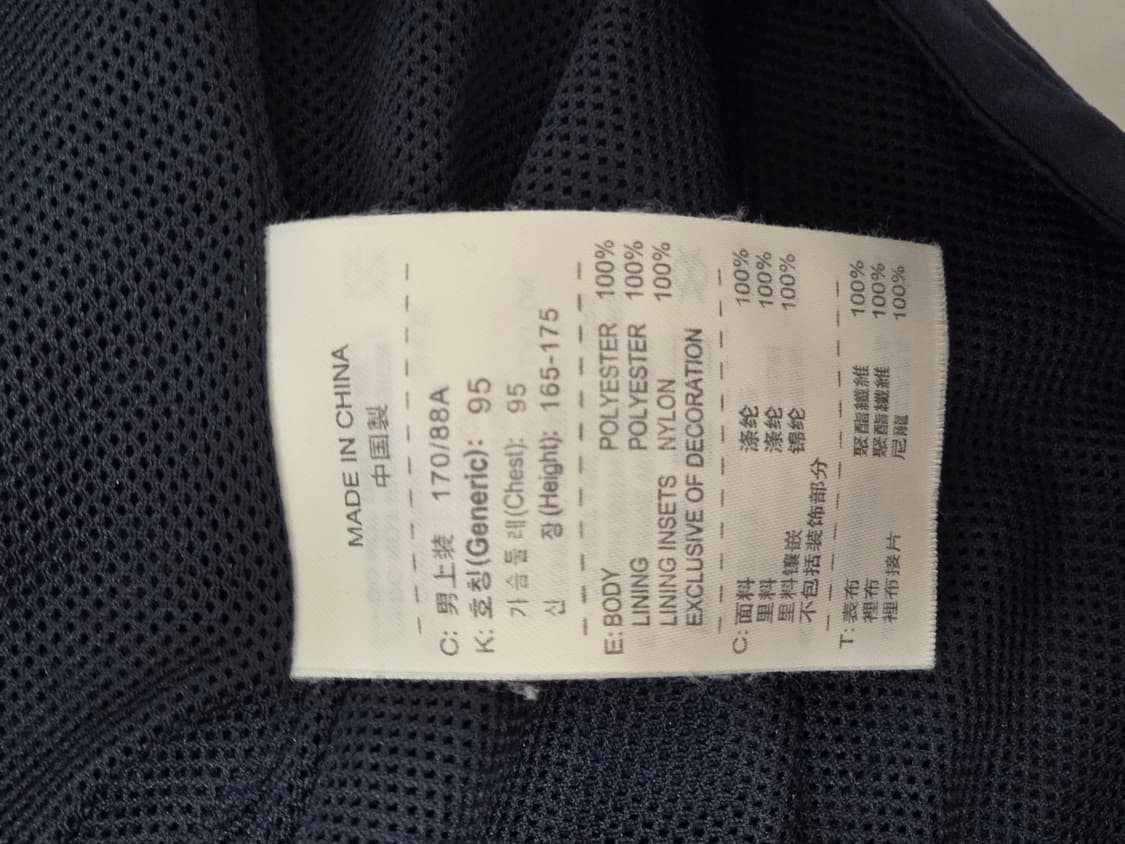 MADE IN CHINA
中国製
C: 男上装 170/88A
K: 호칭(Generic): 95
가슴둘레(Chest): 95
신장(Height): 165-175
E: BODY POLYESTER 100%
LINING POLYESTER 100%
LINING INSETS NYLON 100%
EXCLUSIVE OF DECORATION
C: 面料 涤纶 100%
里料 涤纶 100%
里料镶嵌 锦纶 100%
不包括装饰部分
T: 表布 聚酯纖維 100%
裡布 聚酯纖維 100%
裡布接片 尼龍 100%